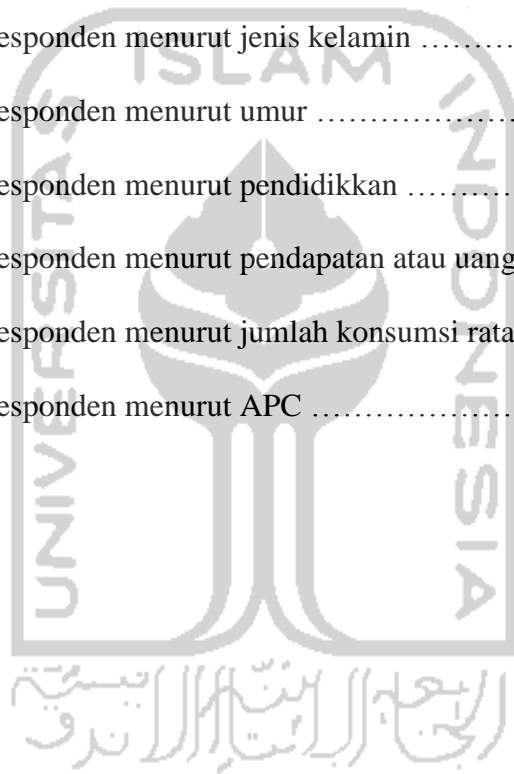 esponden menurut jenis kelamin ………
ISLAM
esponden menurut umur …………………
esponden menurut pendidikkan …………
esponden menurut pendapatan atau uang
esponden menurut jumlah konsumsi rata
esponden menurut APC …………………
UNIVERSITAS
INDONESIA